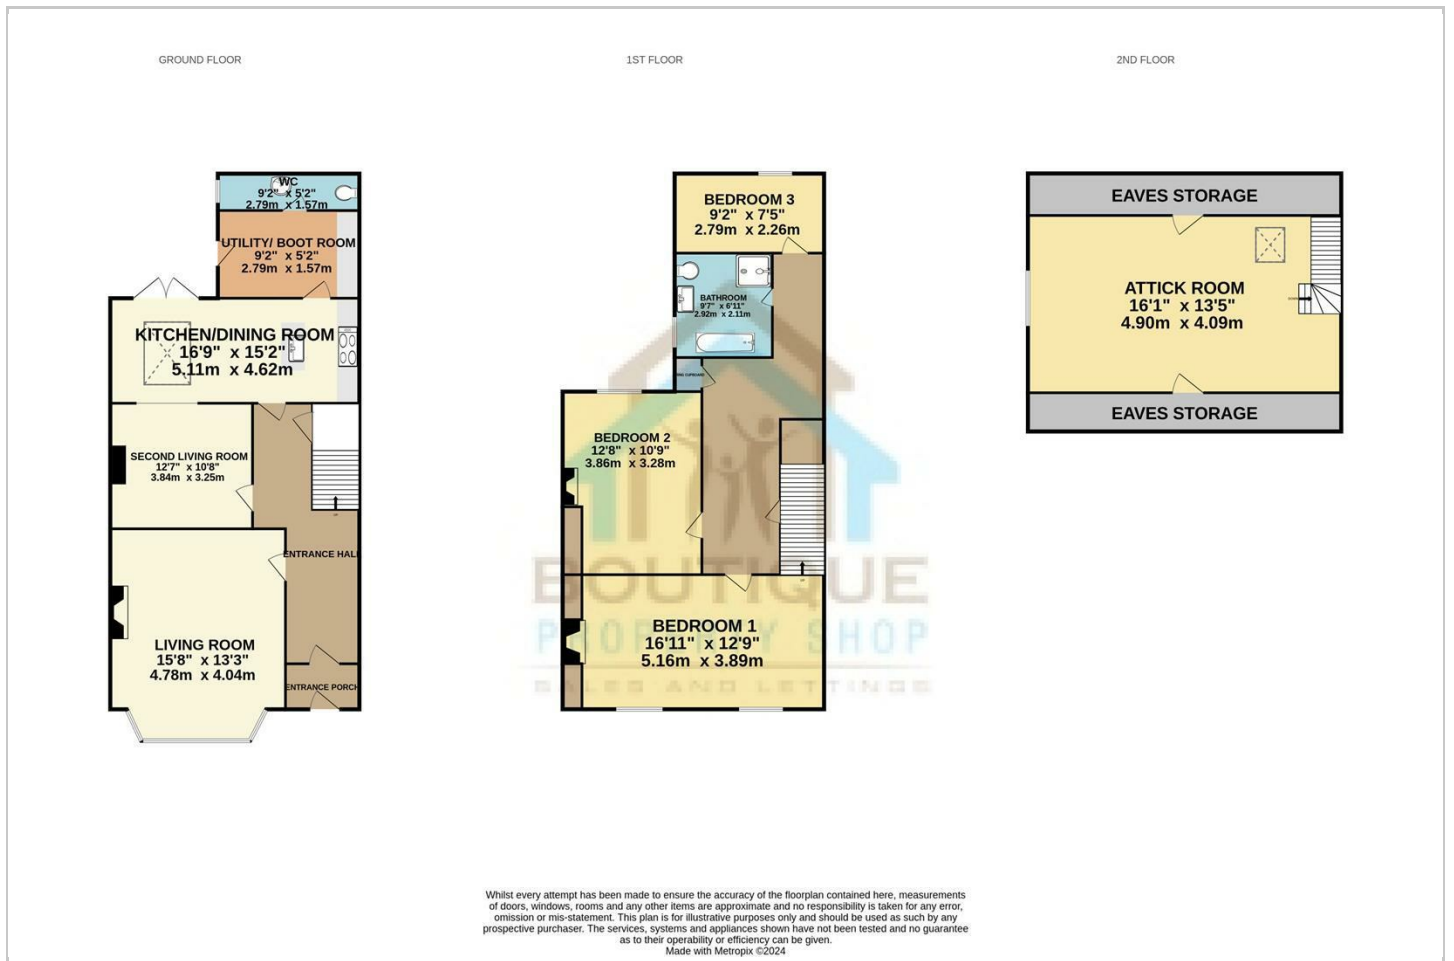 GROUND FLOOR
1ST FLOOR
2ND FLOOR
WC
9'2" x 5'2"
2.79m x 1.57m
UTILITY/ BOOT ROOM
9'2" x 5'2"
2.79m x 1.57m
KITCHEN/DINING ROOM
16'9" x 15'2"
5.11m x 4.62m
SECOND LIVING ROOM
12'7" x 10'8"
3.84m x 3.25m
UP
ENTRANCE HALL
LIVING ROOM
15'8" x 13'3"
4.78m x 4.04m
ENTRANCE PORCH
BEDROOM 3
9'2" x 7'5"
2.79m x 2.26m
BATHROOM
9'7" x 6'11"
2.92m x 2.11m
CUPBOARD
BEDROOM 2
12'8" x 10'9"
3.86m x 3.28m
UP
BEDROOM 1
16'11" x 12'9"
5.16m x 3.89m
BOUTIQUE
PROPERTY SHOP
SALES AND LETTINGS
EAVES STORAGE
ATTICK ROOM
16'1" x 13'5"
4.90m x 4.09m
DOWN
EAVES STORAGE
Whilst every attempt has been made to ensure the accuracy of the floorplan contained here, measurements
of doors, windows, rooms and any other items are approximate and no responsibility is taken for any error,
omission or mis-statement. This plan is for illustrative purposes only and should be used as such by any
prospective purchaser. The services, systems and appliances shown have not been tested and no guarantee
as to their operability or efficiency can be given.
Made with Metropix ©2024